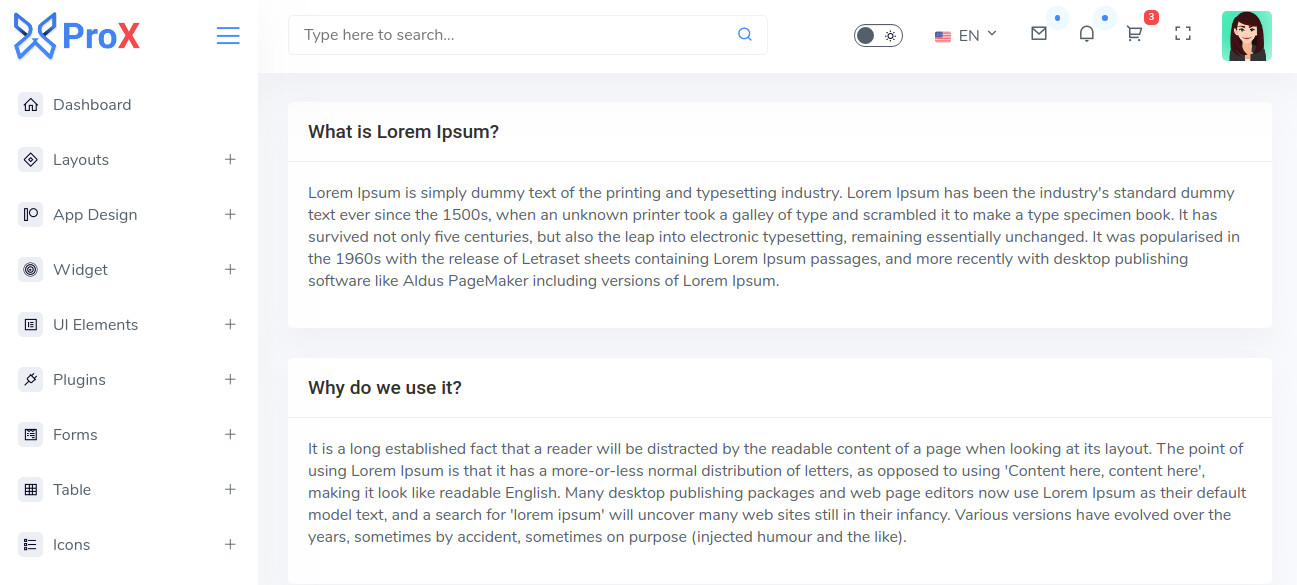 ProX
Type here to search...
EN
3
Dashboard
Layouts
App Design
Widget
UI Elements
Plugins
Forms
Table
Icons
What is Lorem Ipsum?
Lorem Ipsum is simply dummy text of the printing and typesetting industry. Lorem Ipsum has been the industry's standard dummy
text ever since the 1500s, when an unknown printer took a galley of type and scrambled it to make a type specimen book. It has
survived not only five centuries, but also the leap into electronic typesetting, remaining essentially unchanged. It was popularised in
the 1960s with the release of Letraset sheets containing Lorem Ipsum passages, and more recently with desktop publishing
software like Aldus PageMaker including versions of Lorem Ipsum.
Why do we use it?
It is a long established fact that a reader will be distracted by the readable content of a page when looking at its layout. The point of
using Lorem Ipsum is that it has a more-or-less normal distribution of letters, as opposed to using 'Content here, content here',
making it look like readable English. Many desktop publishing packages and web page editors now use Lorem Ipsum as their default
model text, and a search for 'lorem ipsum' will uncover many web sites still in their infancy. Various versions have evolved over the
years, sometimes by accident, sometimes on purpose (injected humour and the like).